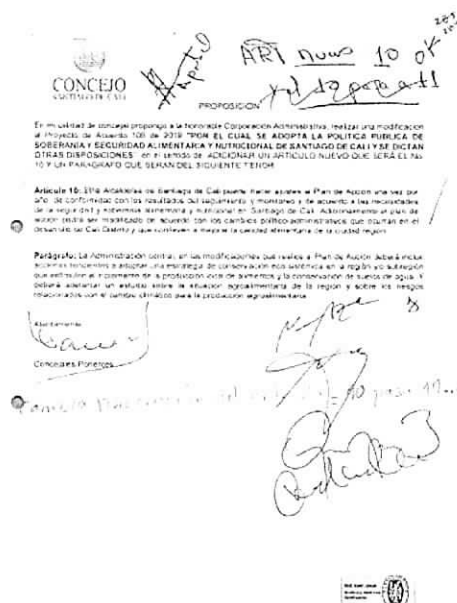 ART nuevo 10 OK
CONCEJO
SANTIAGO DE CALI
PROPOSICIÓN
En mi calidad de concejal propongo a la Honorable Corporación Administrativa, realizar una modificación
al Proyecto de Acuerdo 108 de 2019 "POR EL CUAL SE ADOPTA LA POLÍTICA PUBLICA DE
SOBERANÍA Y SEGURIDAD ALIMENTARIA Y NUTRICIONAL DE SANTIAGO DE CALI Y SE DICTAN
OTRAS DISPOSICIONES" en el sentido de ADICIONAR UN ARTICULO NUEVO QUE SERÁ EL No
10 Y UN PARAGRAFO QUE SERAN DEL SIGUIENTE TENOR
Artículo 10: Alcaldía de Santiago de Cali puede hacer ajustes al Plan de Acción una vez por
año, de conformidad con los resultados del seguimiento y monitoreo y de acuerdo a las necesidades
de la seguridad y soberanía alimentaria y nutricional en Santiago de Cali. Adicionalmente el plan de
acción podrá ser modificado de acuerdo con los cambios político-administrativos que ocurran en el
desarrollo de Cali Distrito y que conlleven a mejorar la calidad alimentaria de la ciudad región
Parágrafo: La Administración central, en las modificaciones que realice al Plan de Acción deberá incluir
acciones tendientes a adoptar una estrategia de conservación eco sistémica en la región y/o subregión
que estimulen el incremento de la producción local de alimentos y la conservación de suelos de agua. Y
deberá adelantar un estudio sobre la situación agroalimentaria de la región y sobre los riesgos
relacionados con el cambio climático para la producción agroalimentaria
Atentamente
Concejales Ponentes